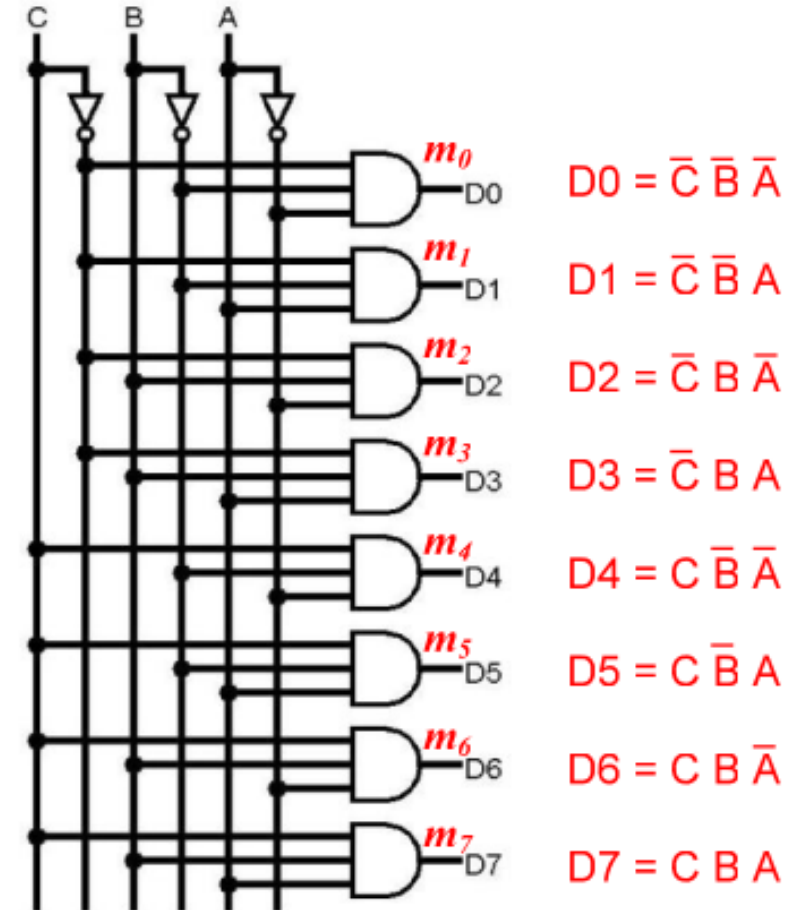 C B A
m₀ D0 D0 = C̅ B̅ A̅
m₁ D1 D1 = C̅ B̅ A
m₂ D2 D2 = C̅ B A̅
m₃ D3 D3 = C̅ B A
m₄ D4 D4 = C B̅ A̅
m₅ D5 D5 = C B̅ A
m₆ D6 D6 = C B A̅
m₇ D7 D7 = C B A